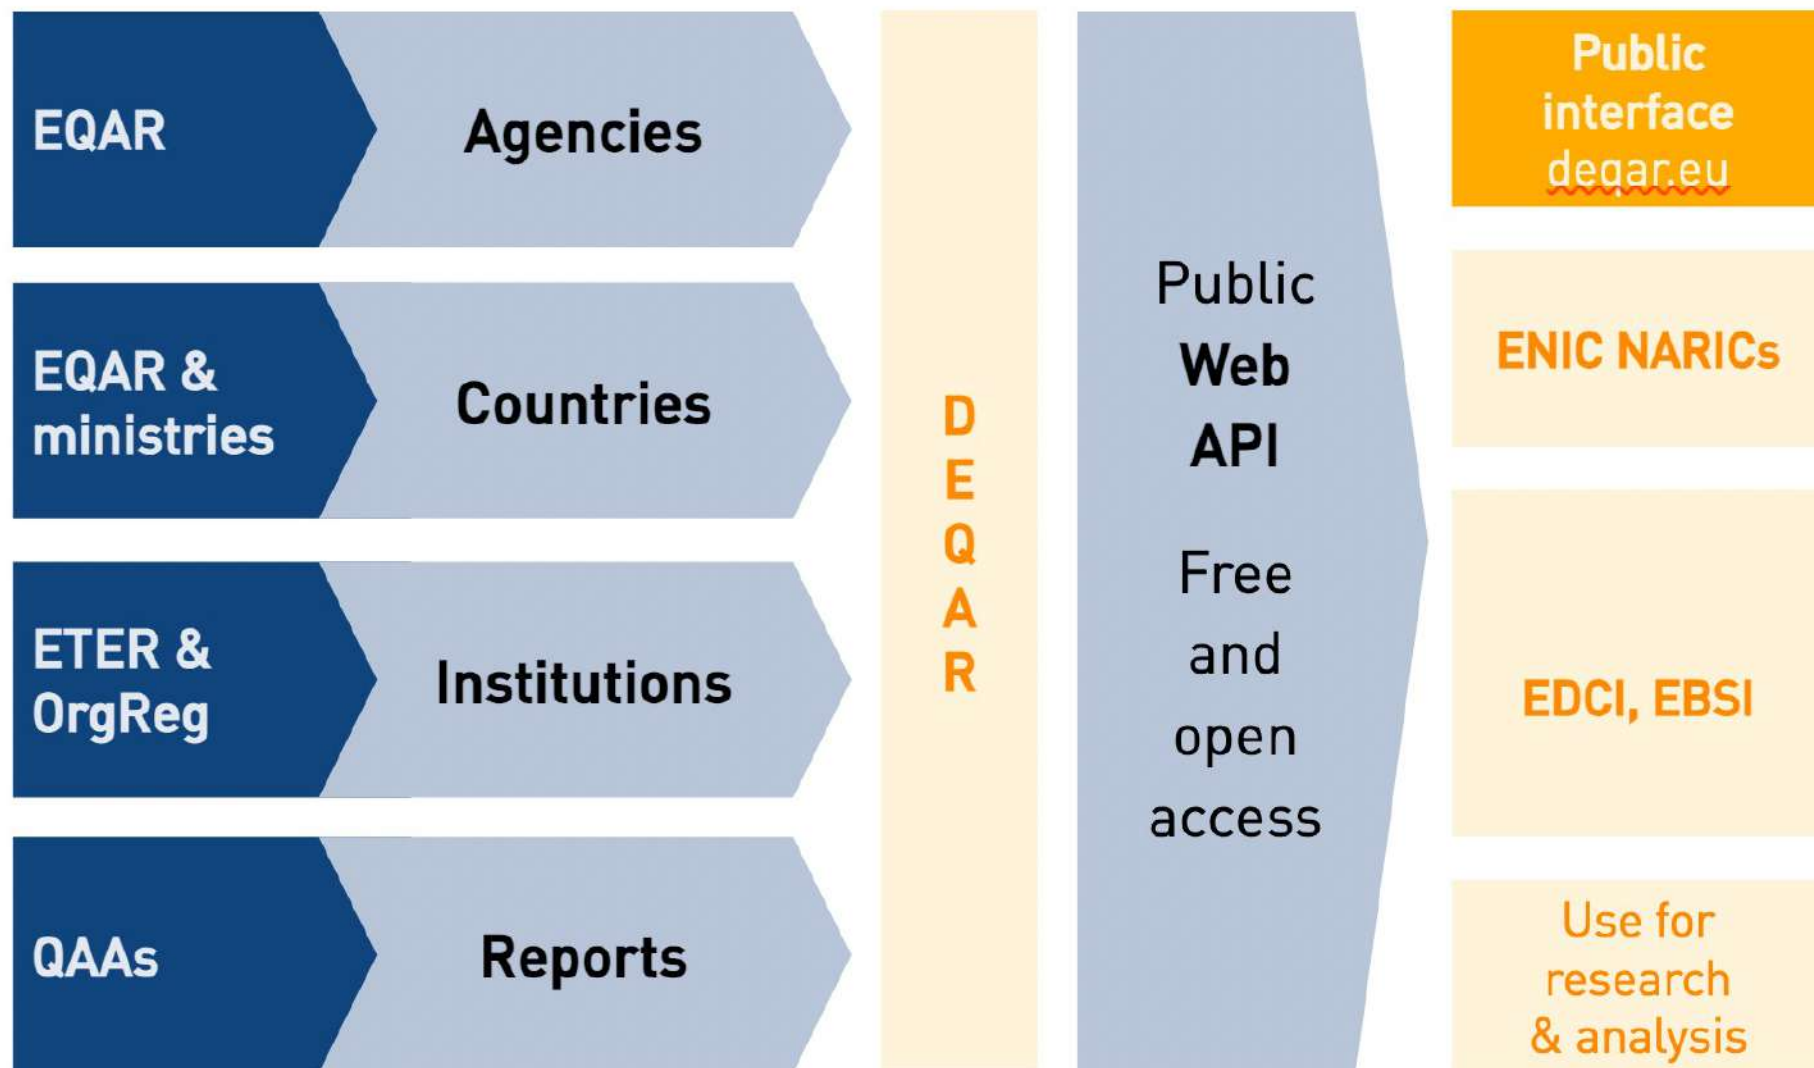 EQAR
Agencies
EQAR &
ministries
Countries
ETER &
OrgReg
Institutions
QAAs
Reports
D
E
Q
A
R
Public
Web
API
Free
and
open
access
Public
interface
deqar.eu
ENIC NARICs
EDCI, EBSI
Use for
research
& analysis